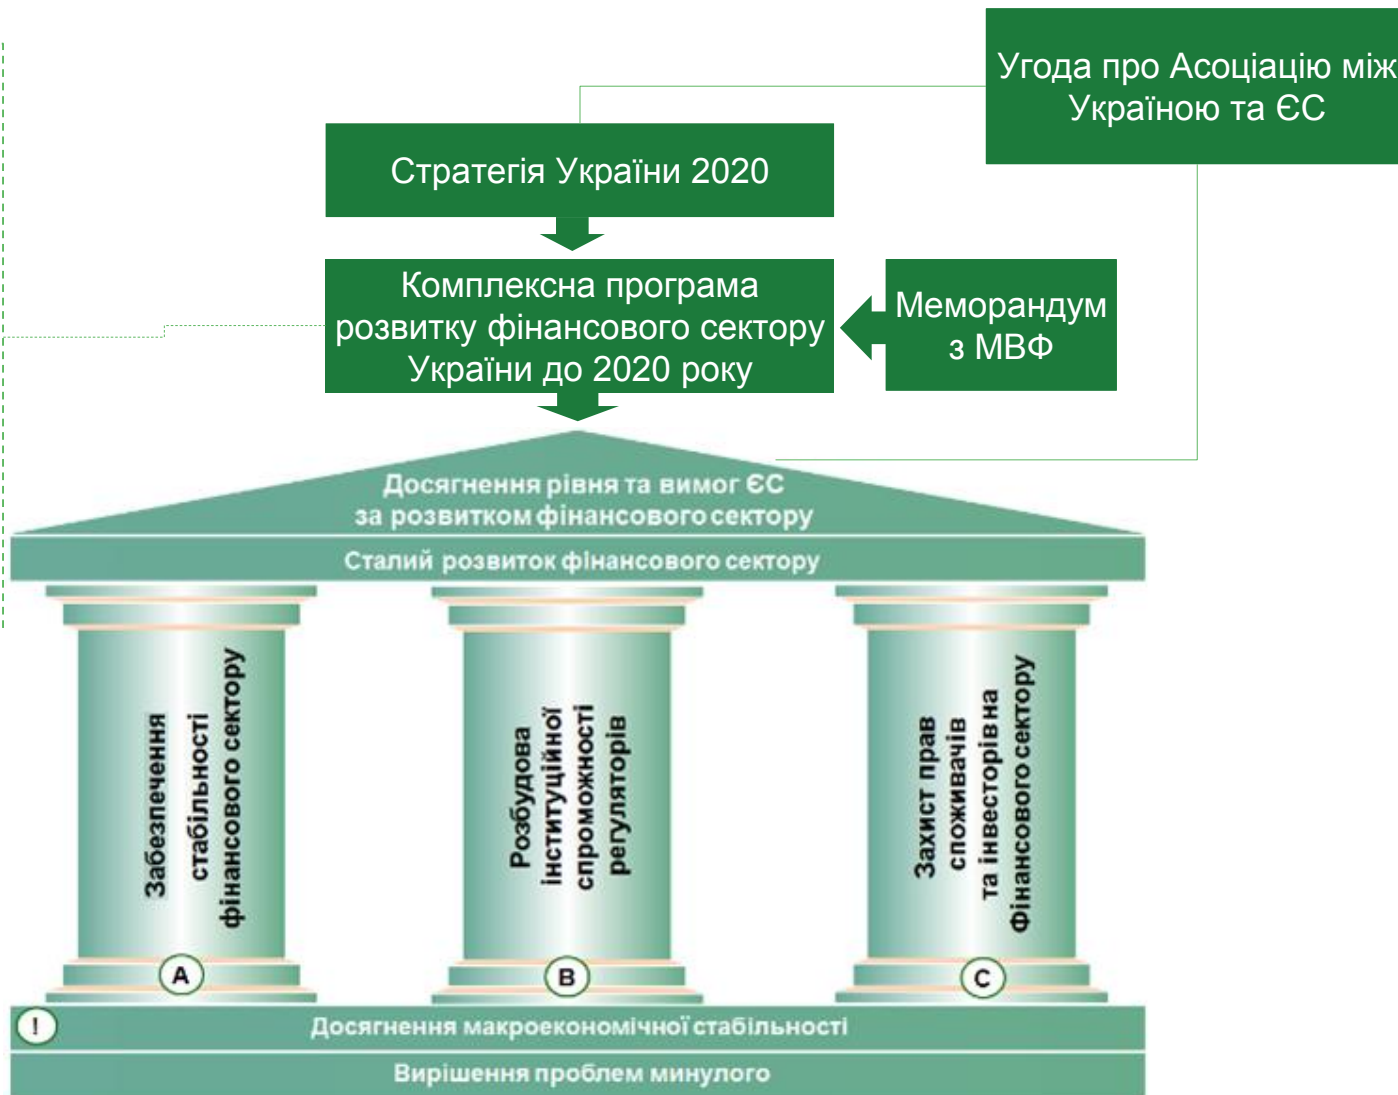 Угода про Асоціацію між
Україною та ЄС
Стратегія України 2020
Комплексна програма
розвитку фінансового сектору
України до 2020 року
Меморандум
з МВФ
Досягнення рівня та вимог ЄС
за розвитком фінансового сектору
Сталий розвиток фінансового сектору
Забезпечення
стабільності
фінансового сектору
A
Розбудова
інституційної
спроможності
регуляторів
B
Захист прав
споживачів
та інвесторів на
Фінансового сектору
C
!
Досягнення макроекономічної стабільності
Вирішення проблем минулого